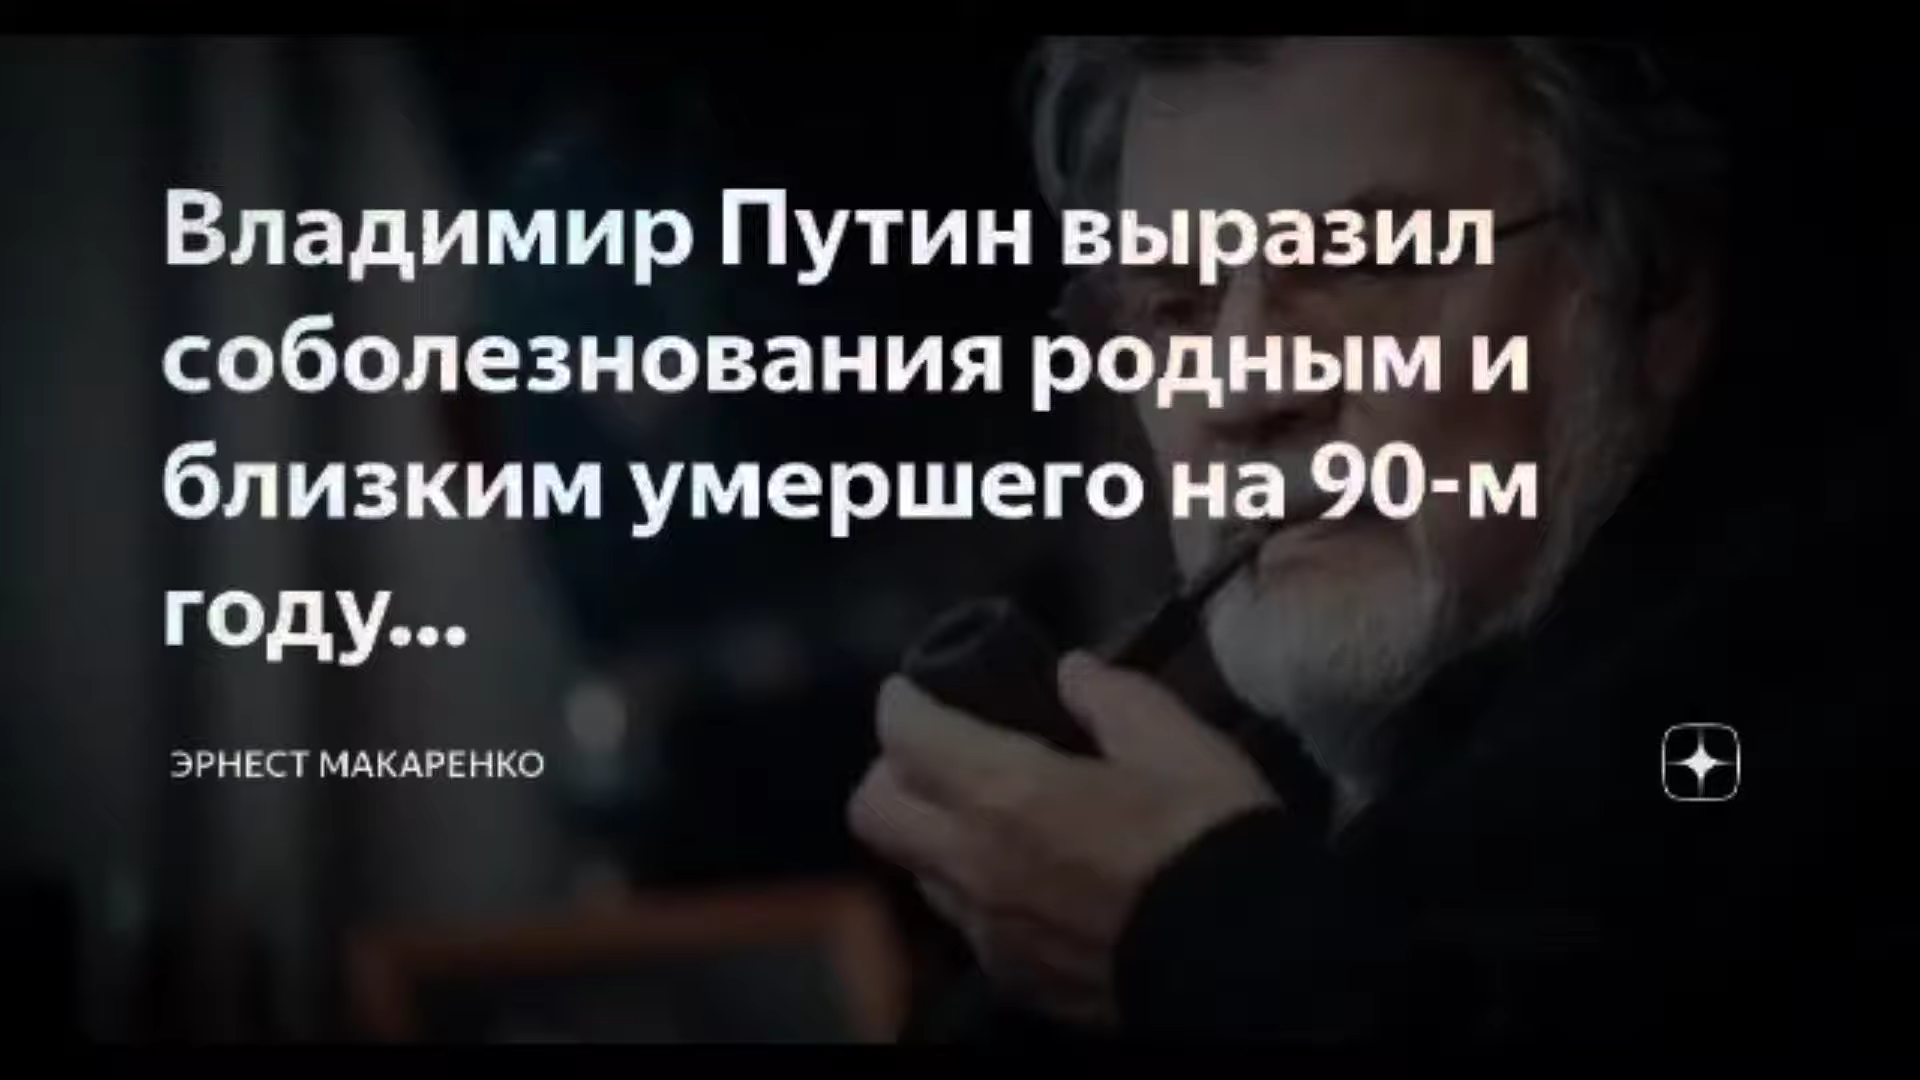 Владимир Путин выразил
соболезнования родным и
близким умершего на 90-м
году...
ЭРНЕСТ МАКАРЕНКО